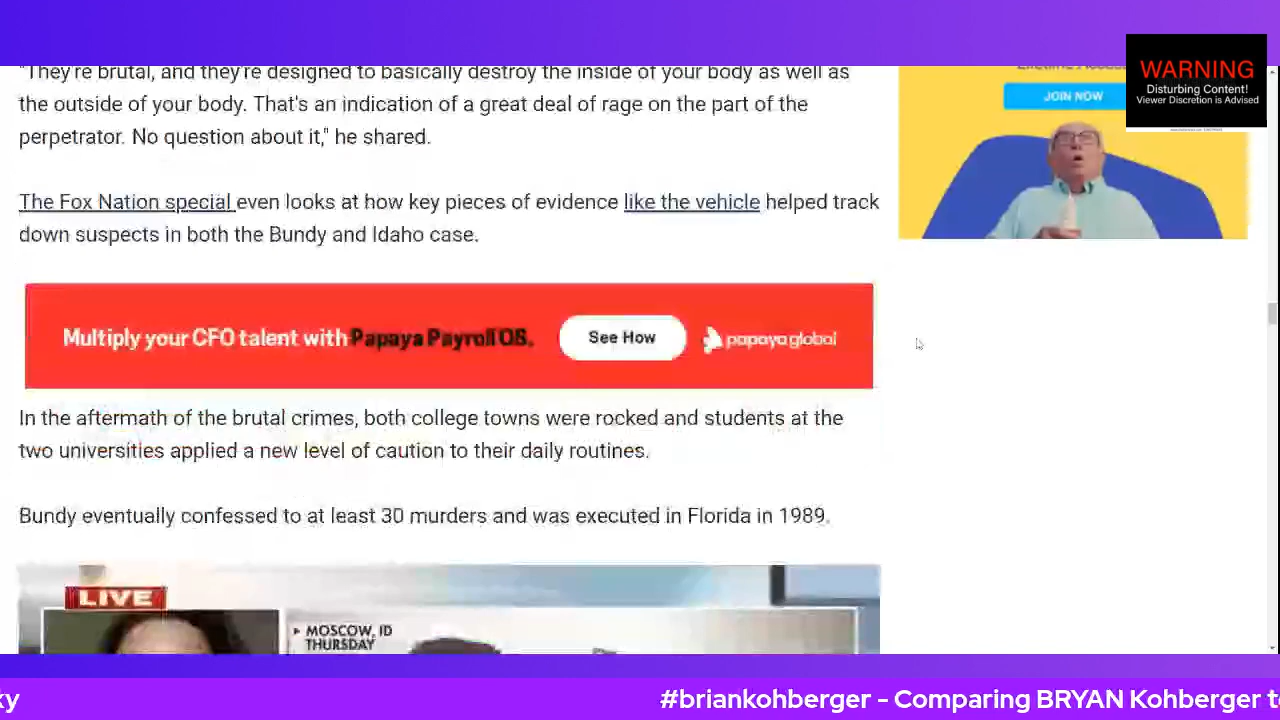 WARNING
Disturbing Content!
Viewer Discretion is Advised
"They're brutal, and they're designed to basically destroy the inside of your body as well as
the outside of your body. That's an indication of a great deal of rage on the part of the
perpetrator. No question about it," he shared.
JOIN NOW
The Fox Nation special even looks at how key pieces of evidence like the vehicle helped track
down suspects in both the Bundy and Idaho case.
Multiply your CFO talent with Papaya Payroll OS.
See How
papaya global
In the aftermath of the brutal crimes, both college towns were rocked and students at the
two universities applied a new level of caution to their daily routines.
Bundy eventually confessed to at least 30 murders and was executed in Florida in 1989.
LIVE
MOSCOW, ID
THURSDAY
ky
#briankohberger - Comparing BRYAN Kohberger t